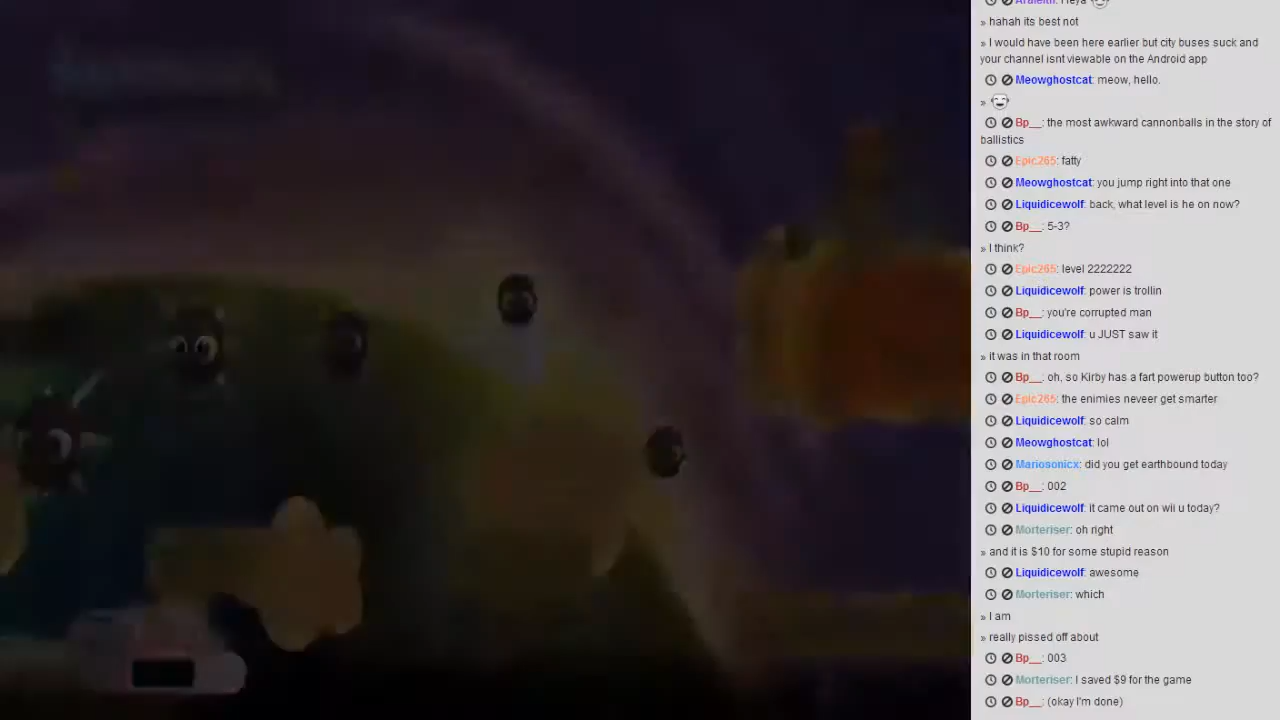 hahah its best not
» I would have been here earlier but city buses suck and
your channel isnt viewable on the Android app
Meowghostcat: meow, hello.
»
Bp__: the most awkward cannonballs in the story of
ballistics
Epic265: fatty
Meowghostcat: you jump right into that one
Liquidicewolf: back, what level is he on now?
Bp__: 5-3?
» I think?
Epic265: level 2222222
Liquidicewolf: power is trollin
Bp__: you're corrupted man
Liquidicewolf: u JUST saw it
» it was in that room
Bp__: oh, so Kirby has a fart powerup button too?
Epic265: the enimies neveer get smarter
Liquidicewolf: so calm
Meowghostcat: lol
Mariosonicx: did you get earthbound today
Bp__: 002
Liquidicewolf: it came out on wii u today?
Morteriser: oh right
» and it is $10 for some stupid reason
Liquidicewolf: awesome
Morteriser: which
» I am
» really pissed off about
Bp__: 003
Morteriser: I saved $9 for the game
Bp__: (okay I'm done)